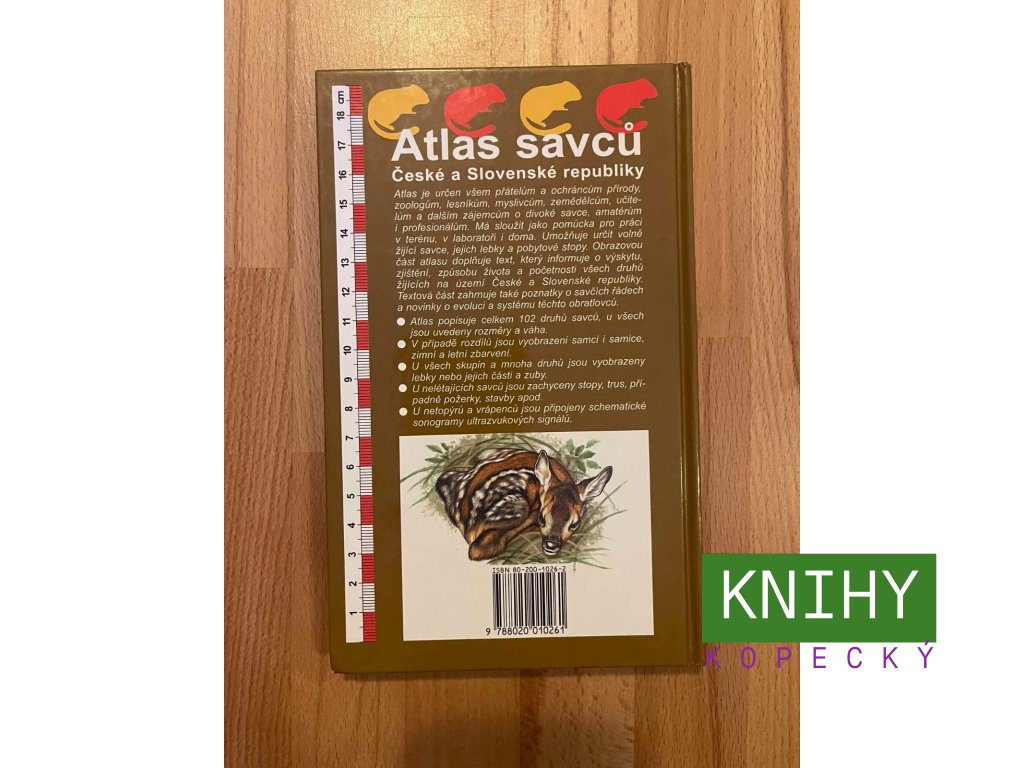 Atlas savců
České a Slovenské republiky
Atlas je určen všem přátelům a ochráncům přírody,
zoologům, lesníkům, myslivcům, zemědělcům, učite-
lům a dalším zájemcům o divoké savce, amatérům
i profesionálům. Má sloužit jako pomůcka pro práci
v terénu, v laboratoři i doma. Umožňuje určit volně
žijící savce, jejich lebky a pobytové stopy. Obrazovou
část atlasu doplňuje text, který informuje o výskytu,
zjištění, způsobu života a početnosti všech druhů
žijících na území České a Slovenské republiky.
Textová část zahrnuje také poznatky o savčích řádech
a novinky o evoluci a systému těchto obratlovců.
● Atlas popisuje celkem 102 druhů savců, u všech
jsou uvedeny rozměry a váha.
● V případě rozdílů jsou vyobrazeni samci i samice,
zimní a letní zbarvení.
● U všech skupin a mnoha druhů jsou vyobrazeny
lebky nebo jejich části a zuby.
● U nelétajících savců jsou zachyceny stopy, trus, pří-
padně požerky, stavby apod.
● U netopýrů a vrápenců jsou připojeny schematické
sonogramy ultrazvukových signálů.
ISBN 80-200-1026-2
9 788020 010261
1 2 3 4 5 6 7 8 9 10 11 12 13 14 15 16 17 18 cm
KNIHY
KOPECKÝ